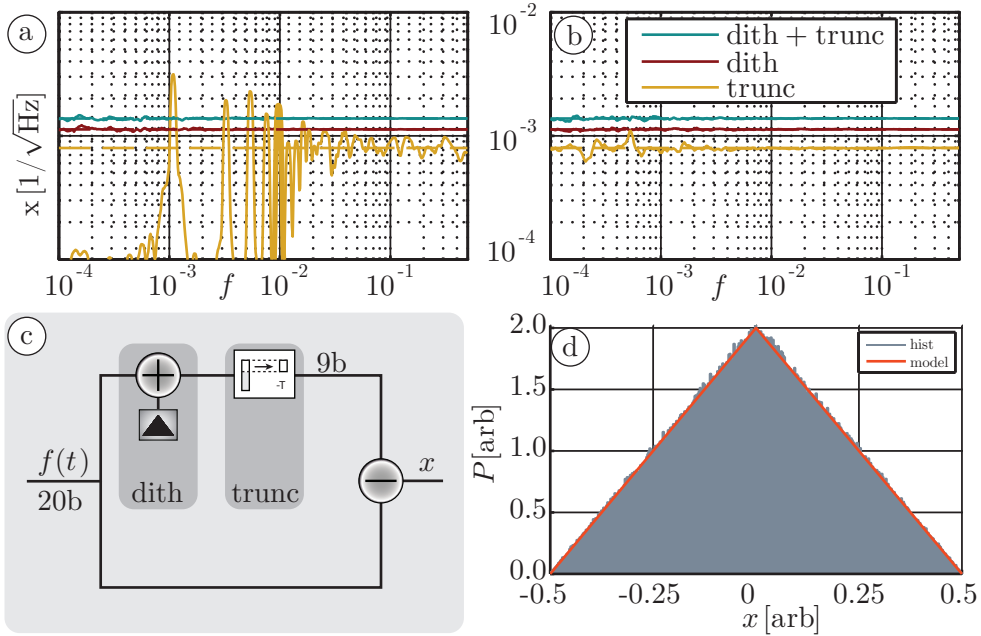 a
x [1/√Hz]
10⁻⁴ 10⁻³ f 10⁻² 10⁻¹
b
10⁻²
10⁻³
10⁻⁴
dith + trunc
dith
trunc
10⁻⁴ 10⁻³ f 10⁻² 10⁻¹
c
f(t)
20b
dith
trunc
-T
9b
x
d
P [arb]
2.0
1.5
1.0
0.5
0.0
hist
model
-0.5 -0.25 0 0.25 0.5
x [arb]